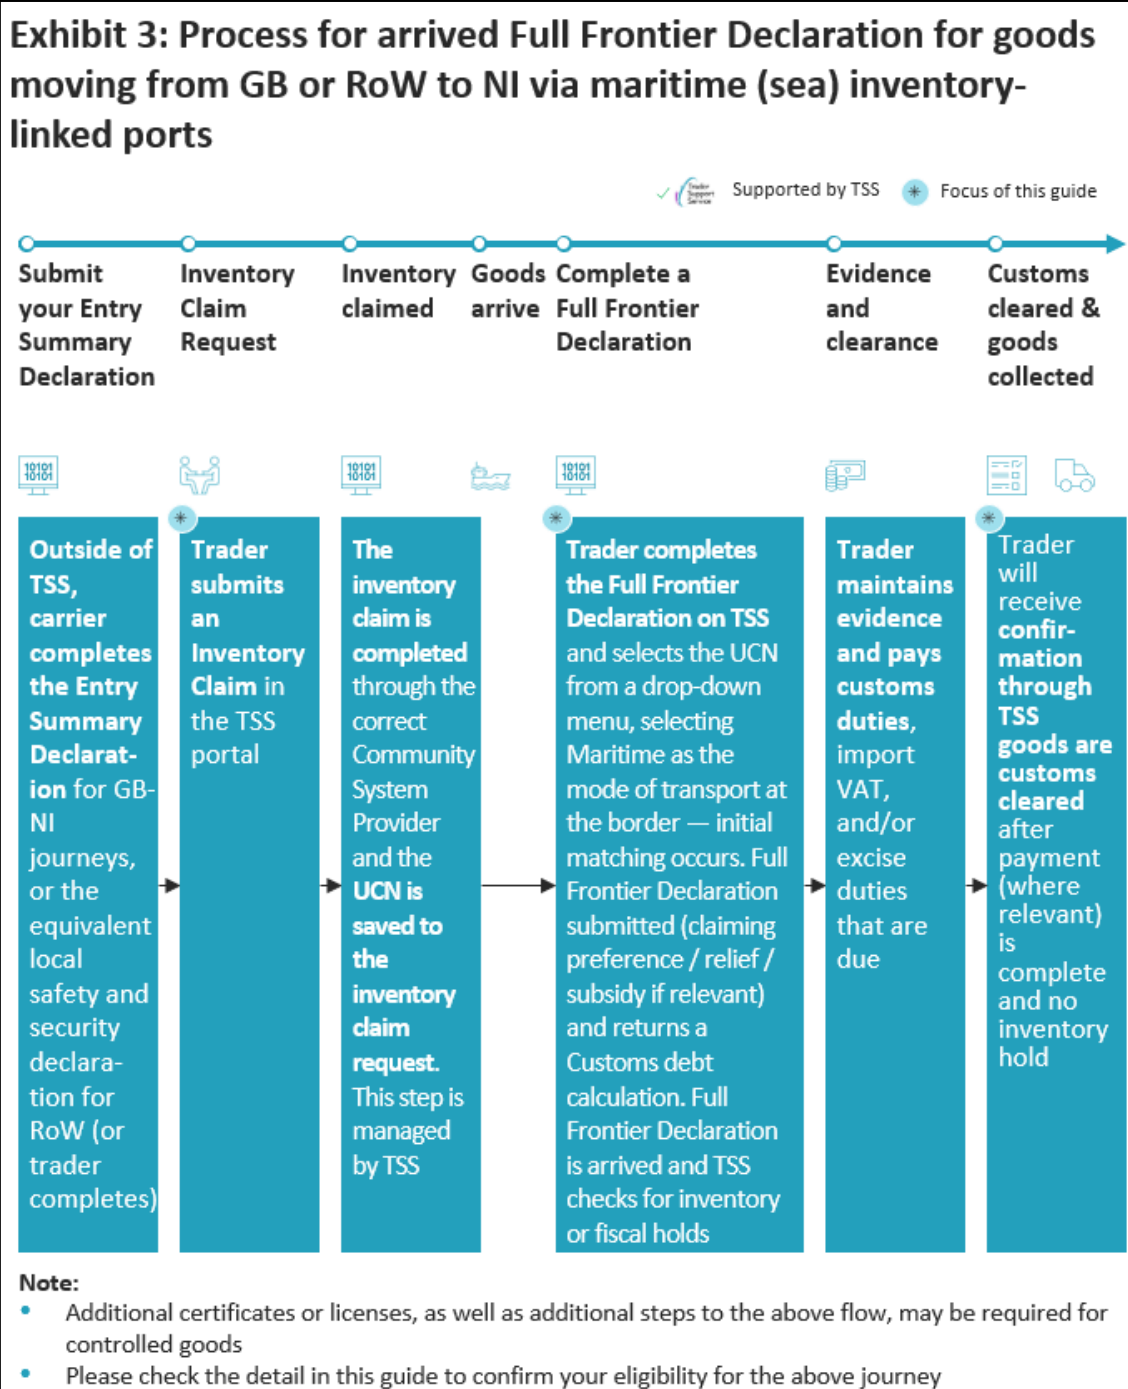 Exhibit 3: Process for arrived Full Frontier Declaration for goods
moving from GB or RoW to NI via maritime (sea) inventory-
linked ports
Trader
Support
Service
Supported by TSS
Focus of this guide
Submit
your Entry
Summary
Declaration
Inventory
Claim
Request
Inventory
claimed
Goods
arrive
Complete a
Full Frontier
Declaration
Evidence
and
clearance
Customs
cleared &
goods
collected
10101
10101
10101
10101
10101
10101
Outside of
TSS,
carrier
completes
the Entry
Summary
Declarat-
ion for GB-
NI
journeys,
or the
equivalent
local
safety and
security
declara-
tion for
RoW (or
trader
completes)
Trader
submits
an
Inventory
Claim in
the TSS
portal
The
inventory
claim is
completed
through the
correct
Community
System
Provider
and the
UCN is
saved to
the
inventory
claim
request.
This step is
managed
by TSS
Trader completes
the Full Frontier
Declaration on TSS
and selects the UCN
from a drop-down
menu, selecting
Maritime as the
mode of transport at
the border — initial
matching occurs. Full
Frontier Declaration
submitted (claiming
preference / relief /
subsidy if relevant)
and returns a
Customs debt
calculation. Full
Frontier Declaration
is arrived and TSS
checks for inventory
or fiscal holds
Trader
maintains
evidence
and pays
customs
duties,
import
VAT,
and/or
excise
duties
that are
due
Trader
will
receive
confir-
mation
through
TSS
goods are
customs
cleared
after
payment
(where
relevant)
is
complete
and no
inventory
hold
Note:
• Additional certificates or licenses, as well as additional steps to the above flow, may be required for
controlled goods
• Please check the detail in this guide to confirm your eligibility for the above journey